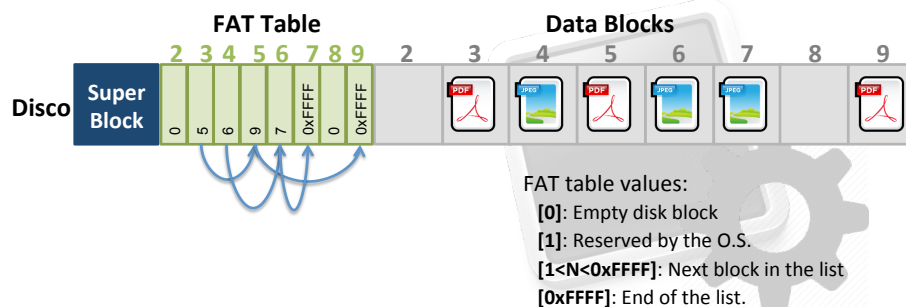 FAT Table Data Blocks
2 3 4 5 6 7 8 9 2 3 4 5 6 7 8 9
Disco
Super
Block
0 5 6 9 7 0xFFFF 0 0xFFFF
PDF JPEG PDF JPEG JPEG PDF
FAT table values:
[0]: Empty disk block
[1]: Reserved by the O.S.
[1<N<0xFFFF]: Next block in the list
[0xFFFF]: End of the list.